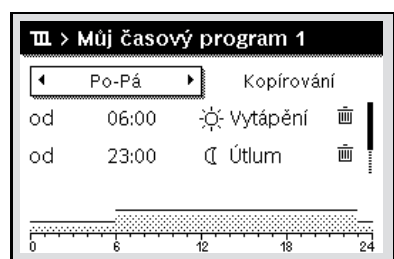 > Můj časový program 1
Po-Pá Kopírování
od 06:00 Vytápění
od 23:00 Útlum
0 6 12 18 24